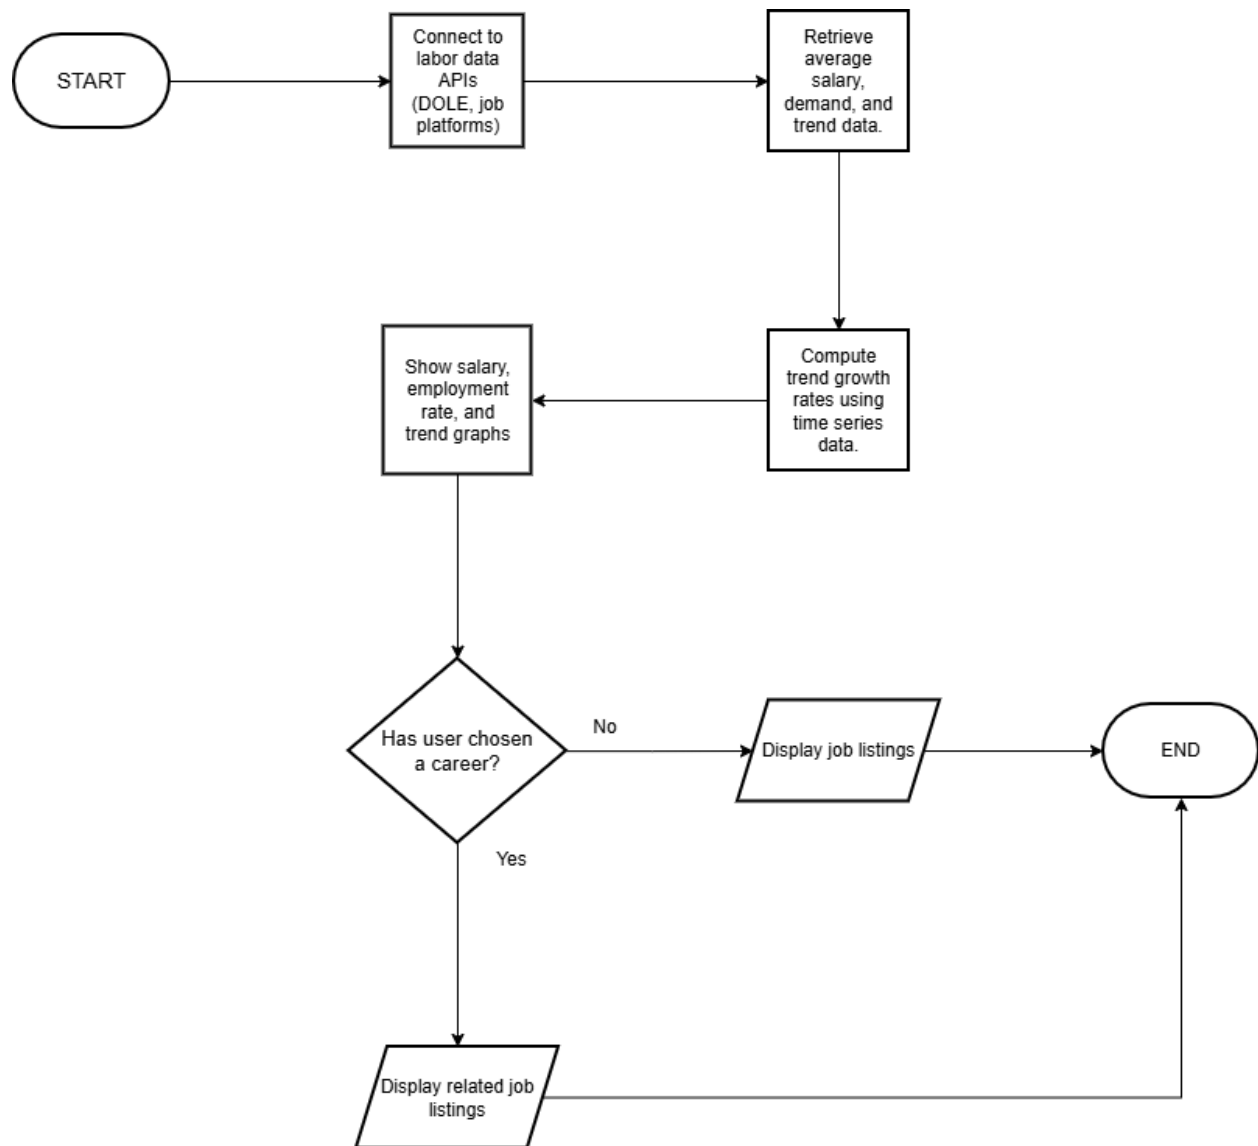 START
Connect to
labor data
APIs
(DOLE, job
platforms)
Retrieve
average
salary,
demand, and
trend data.
Compute
trend growth
rates using
time series
data.
Show salary,
employment
rate, and
trend graphs
Has user chosen
a career?
No
Display job listings
END
Yes
Display related job
listings